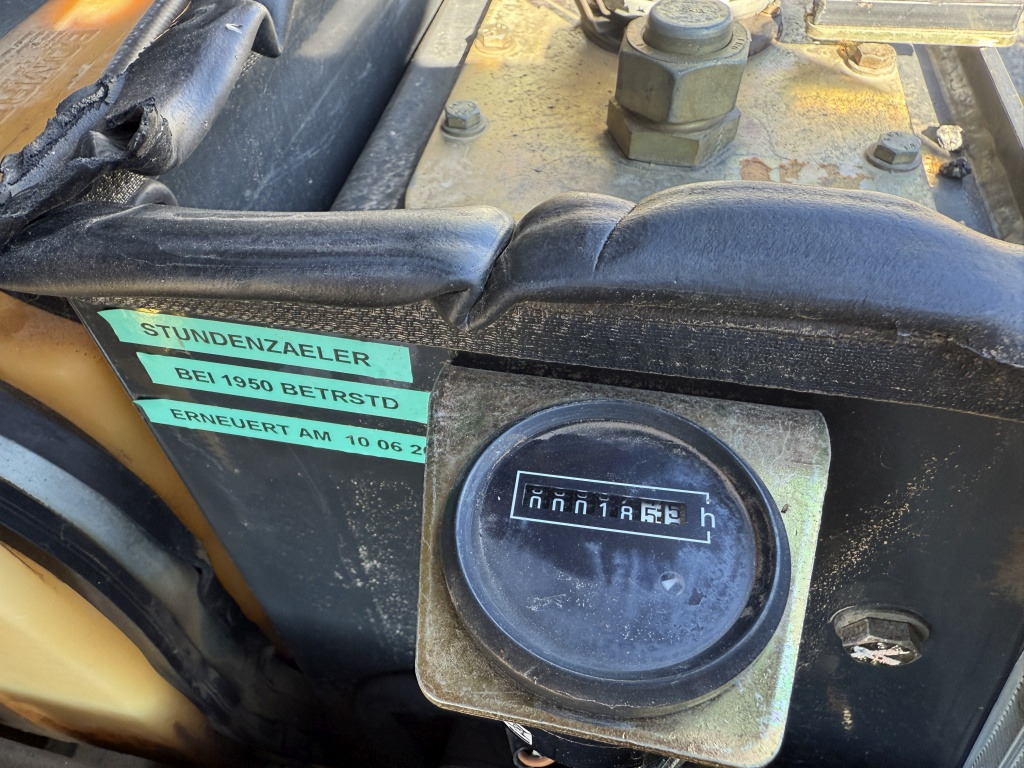 STUNDENZAELER
BEI 1950 BETRSTD
ERNEUERT AM 10 06
h